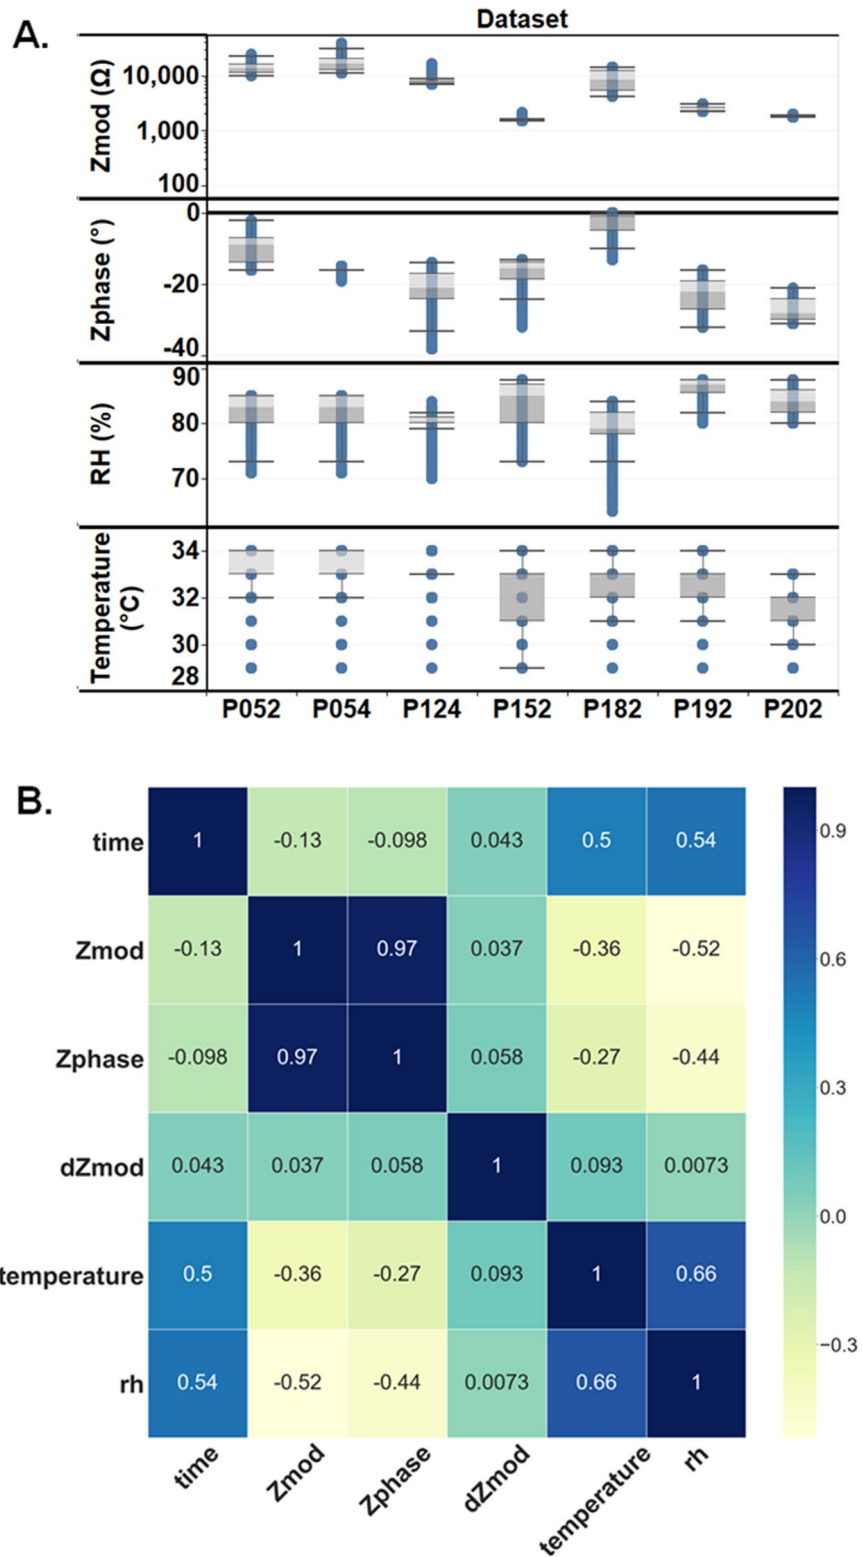 A.
Dataset
Zmod (Ω)
10,000
1,000
100
Zphase (°)
0
-20
-40
RH (%)
90
80
70
Temperature
(°C)
34
32
30
28
P052 P054 P124 P152 P182 P192 P202
B.
time 1 -0.13 -0.098 0.043 0.5 0.54
Zmod -0.13 1 0.97 0.037 -0.36 -0.52
Zphase -0.098 0.97 1 0.058 -0.27 -0.44
dZmod 0.043 0.037 0.058 1 0.093 0.0073
temperature 0.5 -0.36 -0.27 0.093 1 0.66
rh 0.54 -0.52 -0.44 0.0073 0.66 1
time Zmod Zphase dZmod temperature rh
0.9
0.6
0.3
0.0
−0.3